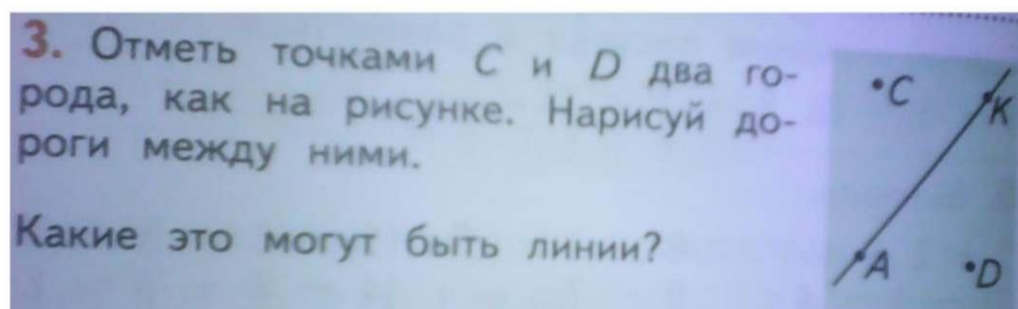 3. Отметь точками C и D два го-
рода, как на рисунке. Нарисуй до-
роги между ними.
Какие это могут быть линии?
C
K
A
D